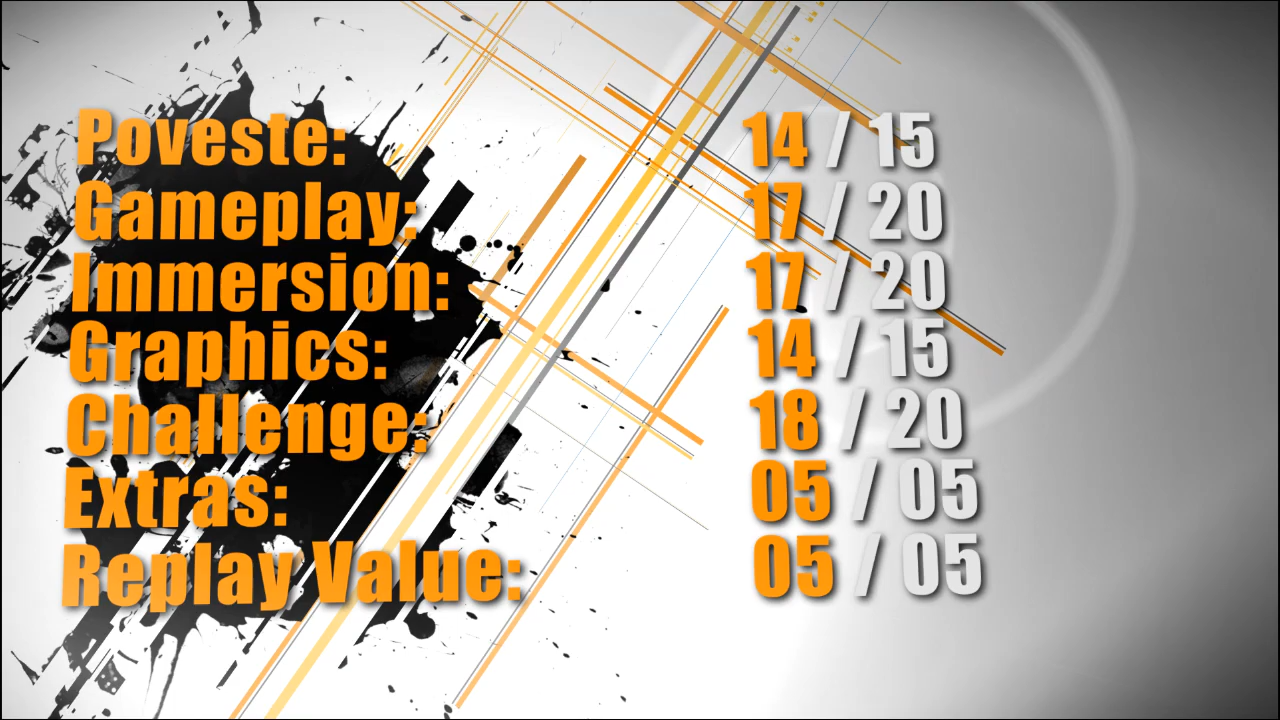 Poveste: 14 / 15
Gameplay: 17 / 20
Immersion: 17 / 20
Graphics: 14 / 15
Challenge: 18 / 20
Extras: 05 / 05
Replay Value: 05 / 05